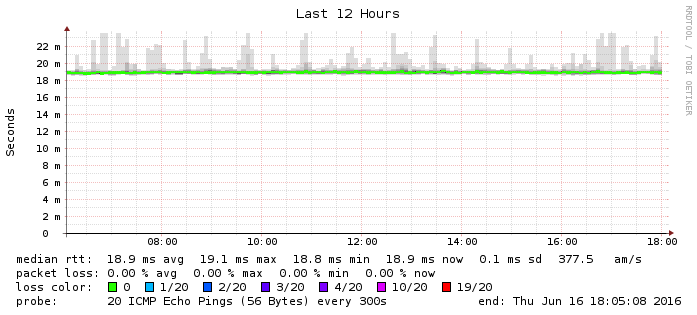 Last 12 Hours
RRDTOOL / TOBI OETIKER
Seconds
22 m
20 m
18 m
16 m
14 m
12 m
10 m
8 m
6 m
4 m
2 m
0
08:00 10:00 12:00 14:00 16:00 18:00
median rtt: 18.9 ms avg 19.1 ms max 18.8 ms min 18.9 ms now 0.1 ms sd 377.5 am/s
packet loss: 0.00 % avg 0.00 % max 0.00 % min 0.00 % now
loss color: 0 1/20 2/20 3/20 4/20 10/20 19/20
probe: 20 ICMP Echo Pings (56 Bytes) every 300s end: Thu Jun 16 18:05:08 2016